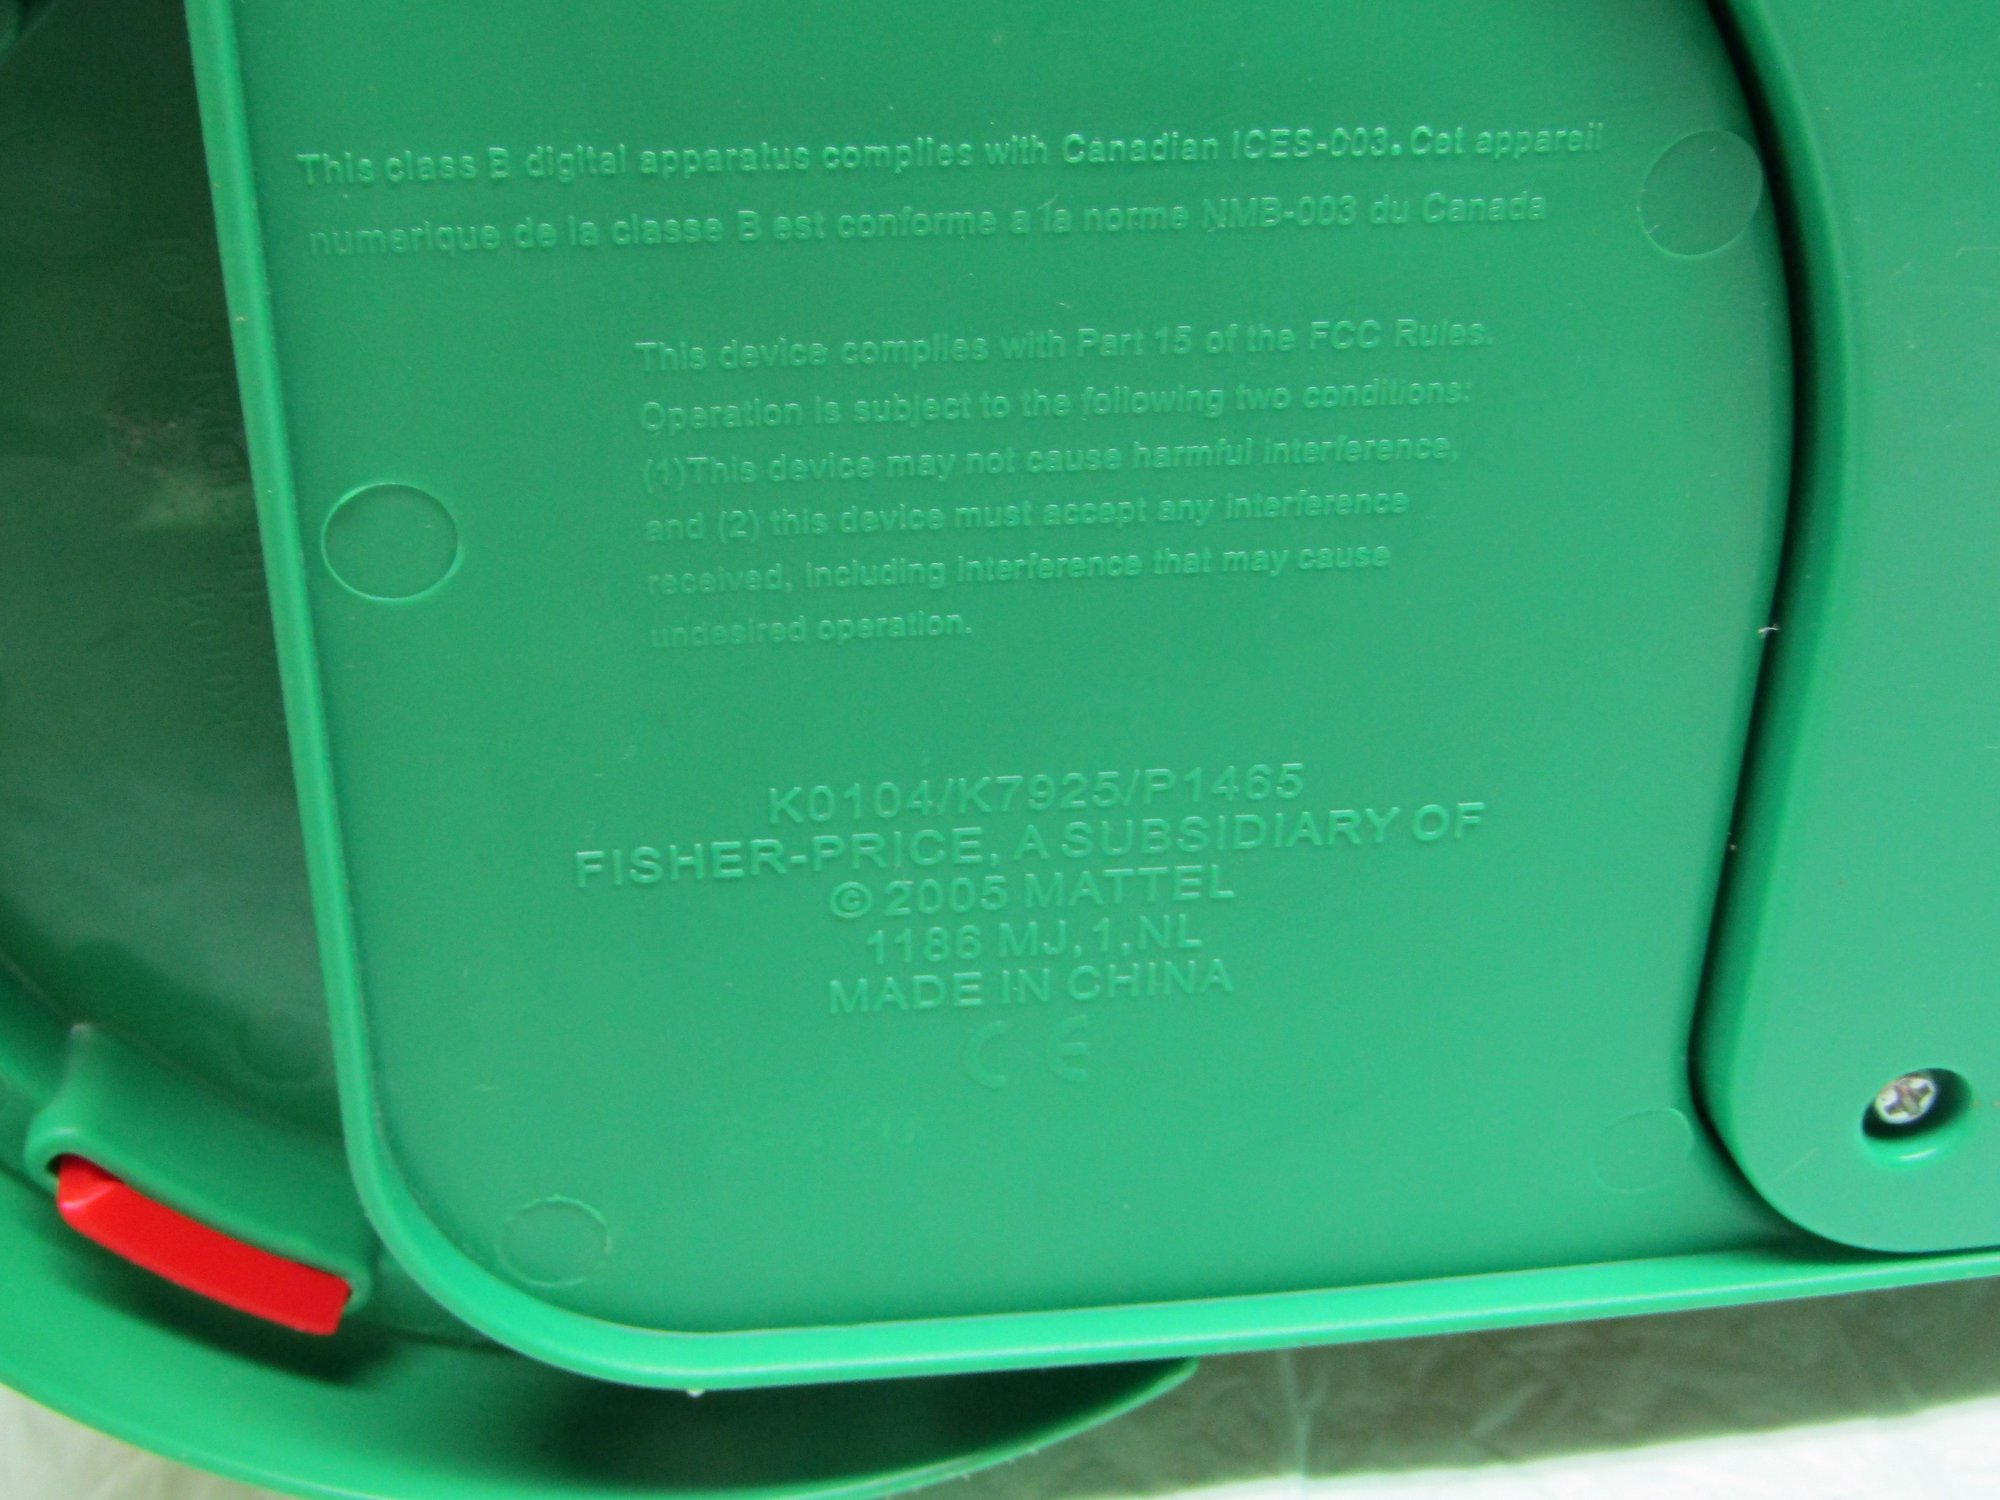 This class B digital apparatus complies with Canadian ICES-003. Cet appareil
numerique de la classe B est conforme a la norme NMB-003 du Canada
This device complies with Part 15 of the FCC Rules.
Operation is subject to the following two conditions:
(1)This device may not cause harmful interference,
and (2) this device must accept any interference
received, including interference that may cause
undesired operation.
K0104/K7925/P1465
FISHER-PRICE, A SUBSIDIARY OF
© 2005 MATTEL
1186 MJ,1,NL
MADE IN CHINA
CE